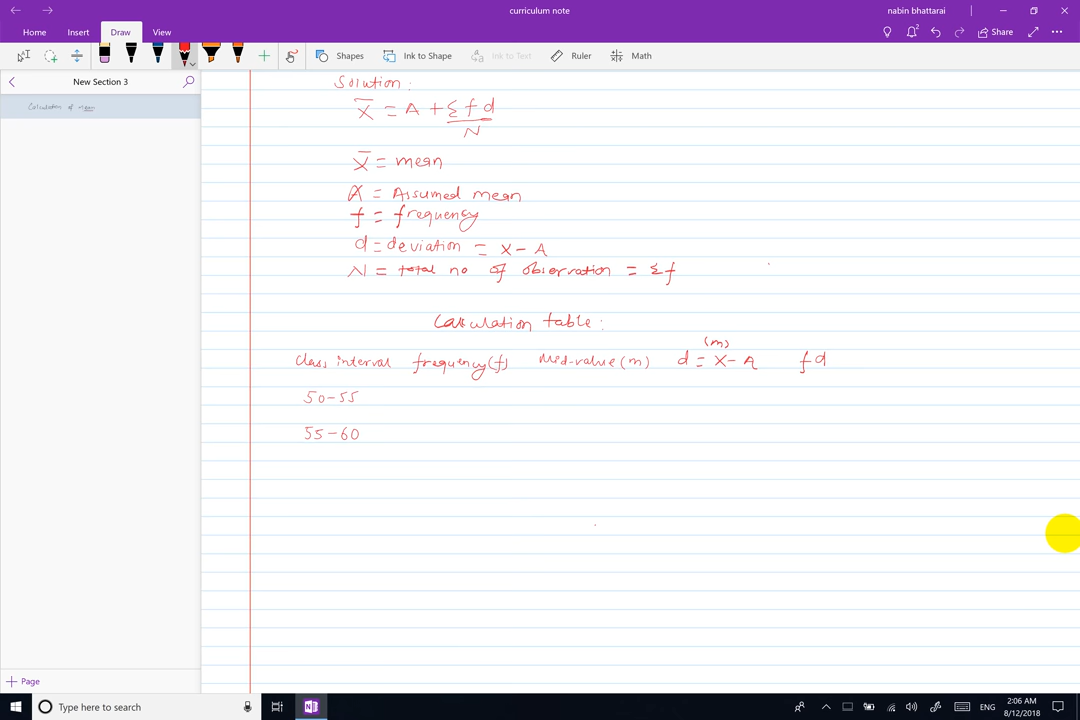 curriculum note
nabin bhattarai
Home Insert Draw View
Share
Shapes Ink to Shape Ink to Text Ruler Math
New Section 3
Calculation of mean
Solution:
X̅ = A + Σfd/N
X̅ = mean
A = Assumed mean
f = frequency
d = deviation = X - A
N = total no of observation = Σf
Calculation table:
(m)
Class interval frequency(f) Mid-value(m) d = X - A fd
50-55
55-60
+ Page
Type here to search
ENG
2:06 AM
8/12/2018